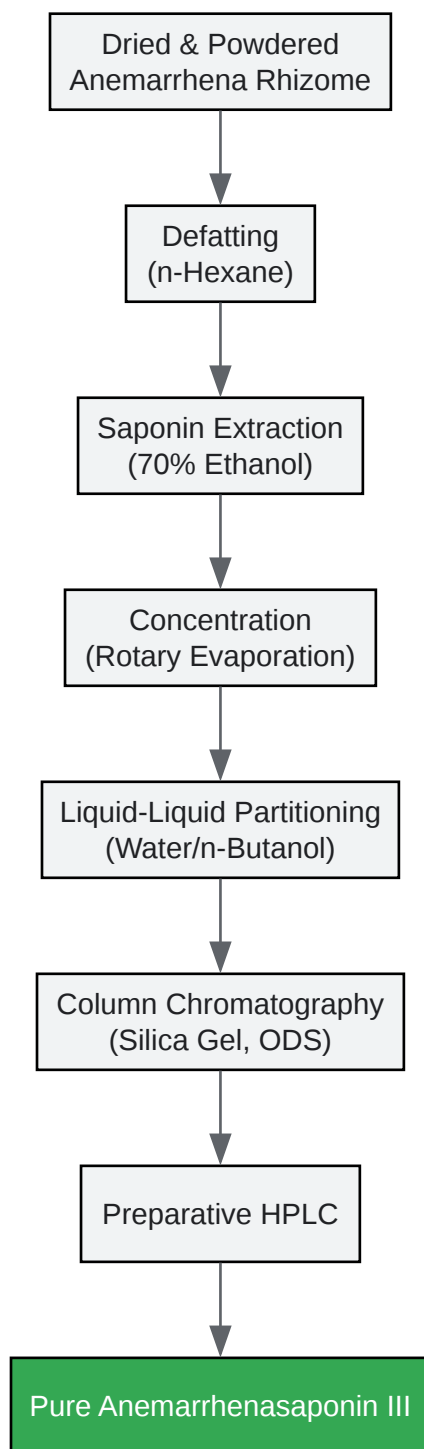 Dried & Powdered
Anemarrhena Rhizome
Defatting
(n-Hexane)
Saponin Extraction
(70% Ethanol)
Concentration
(Rotary Evaporation)
Liquid-Liquid Partitioning
(Water/n-Butanol)
Column Chromatography
(Silica Gel, ODS)
Preparative HPLC
Pure Anemarrhenasaponin III